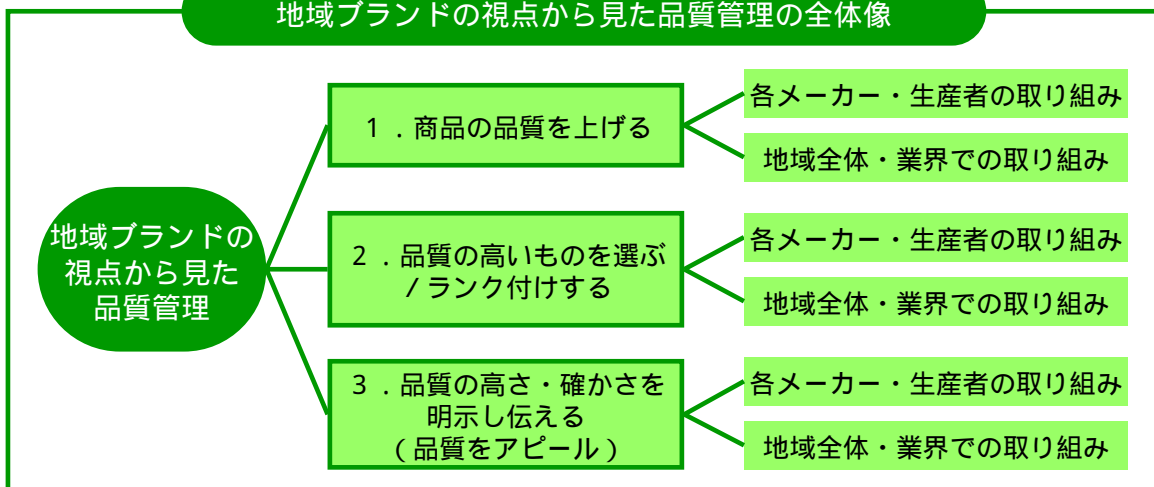 地域ブランドの視点から見た品質管理の全体像
地域ブランドの
視点から見た
品質管理
1．商品の品質を上げる
各メーカー・生産者の取り組み
地域全体・業界での取り組み
2．品質の高いものを選ぶ
/ランク付けする
各メーカー・生産者の取り組み
地域全体・業界での取り組み
3．品質の高さ・確かさを
明示し伝える
(品質をアピール)
各メーカー・生産者の取り組み
地域全体・業界での取り組み